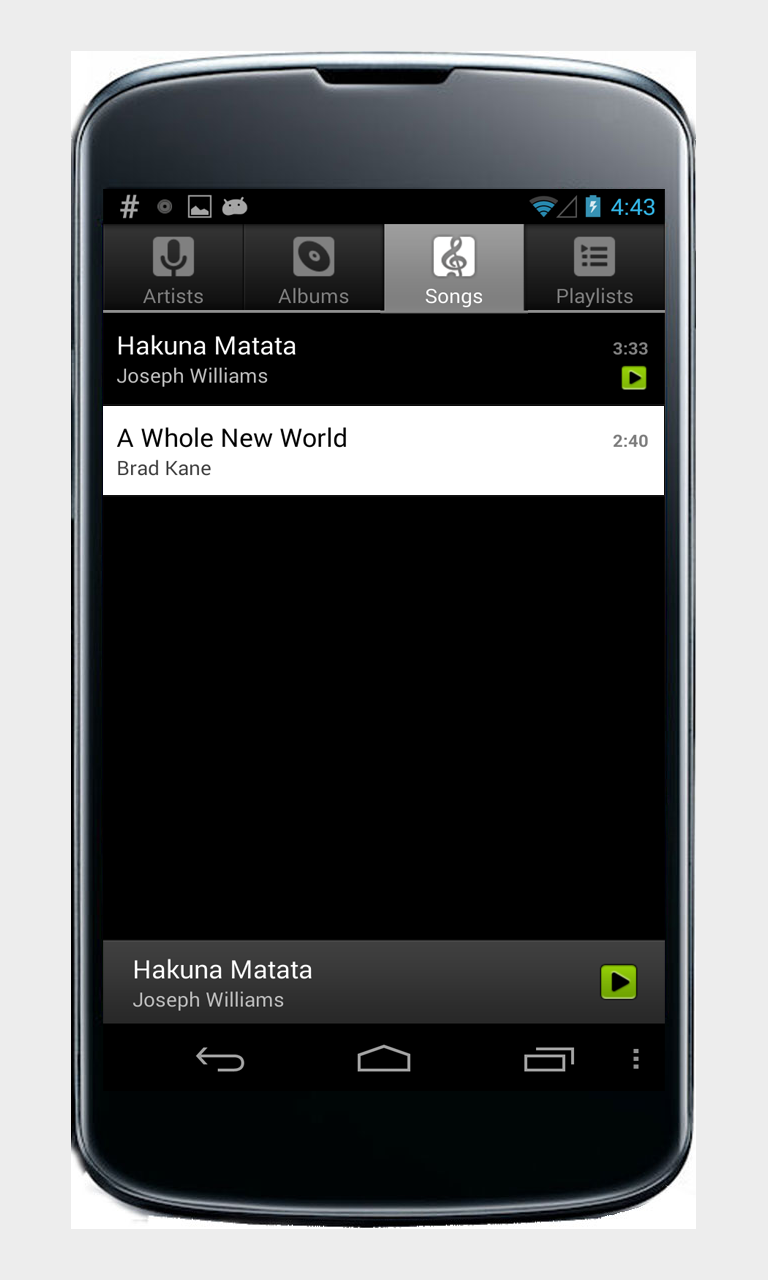 # 4:43
Artists Albums Songs Playlists
Hakuna Matata 3:33
Joseph Williams
A Whole New World 2:40
Brad Kane
Hakuna Matata
Joseph Williams